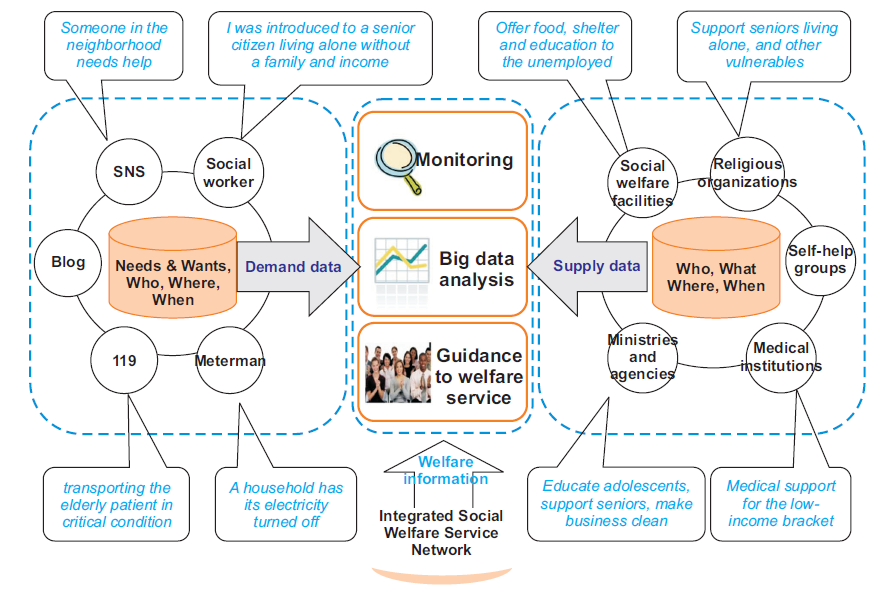 Someone in the
neighborhood
needs help
I was introduced to a senior
citizen living alone without
a family and income
Offer food, shelter
and education to
the unemployed
Support seniors living
alone, and other
vulnerables
SNS
Social
worker
Blog
Needs & Wants,
Who, Where,
When
119
Meterman
Demand data
Monitoring
Big data
analysis
Guidance
to welfare
service
Supply data
Social
welfare
facilities
Religious
organizations
Who, What
Where, When
Self-help
groups
Ministries
and
agencies
Medical
institutions
transporting the
elderly patient in
critical condition
A household has
its electricity
turned off
Welfare
information
Integrated Social
Welfare Service
Network
Educate adolescents,
support seniors, make
business clean
Medical support
for the low-
income bracket